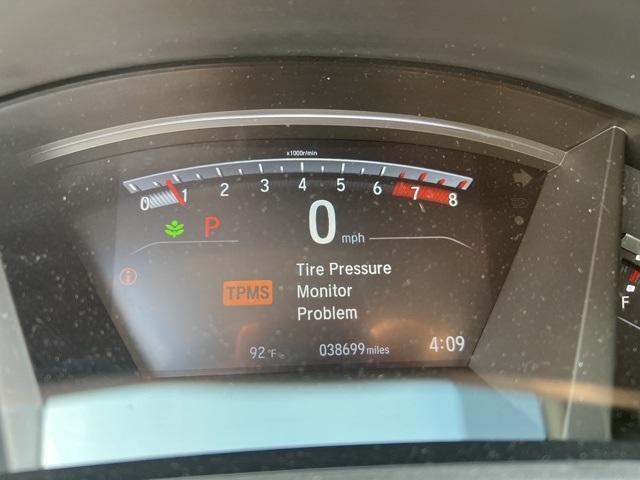 x1000r/min
0 1 2 3 4 5 6 7 8
P
0 mph
TPMS
Tire Pressure
Monitor
Problem
92°F 038699 miles 4:09
F